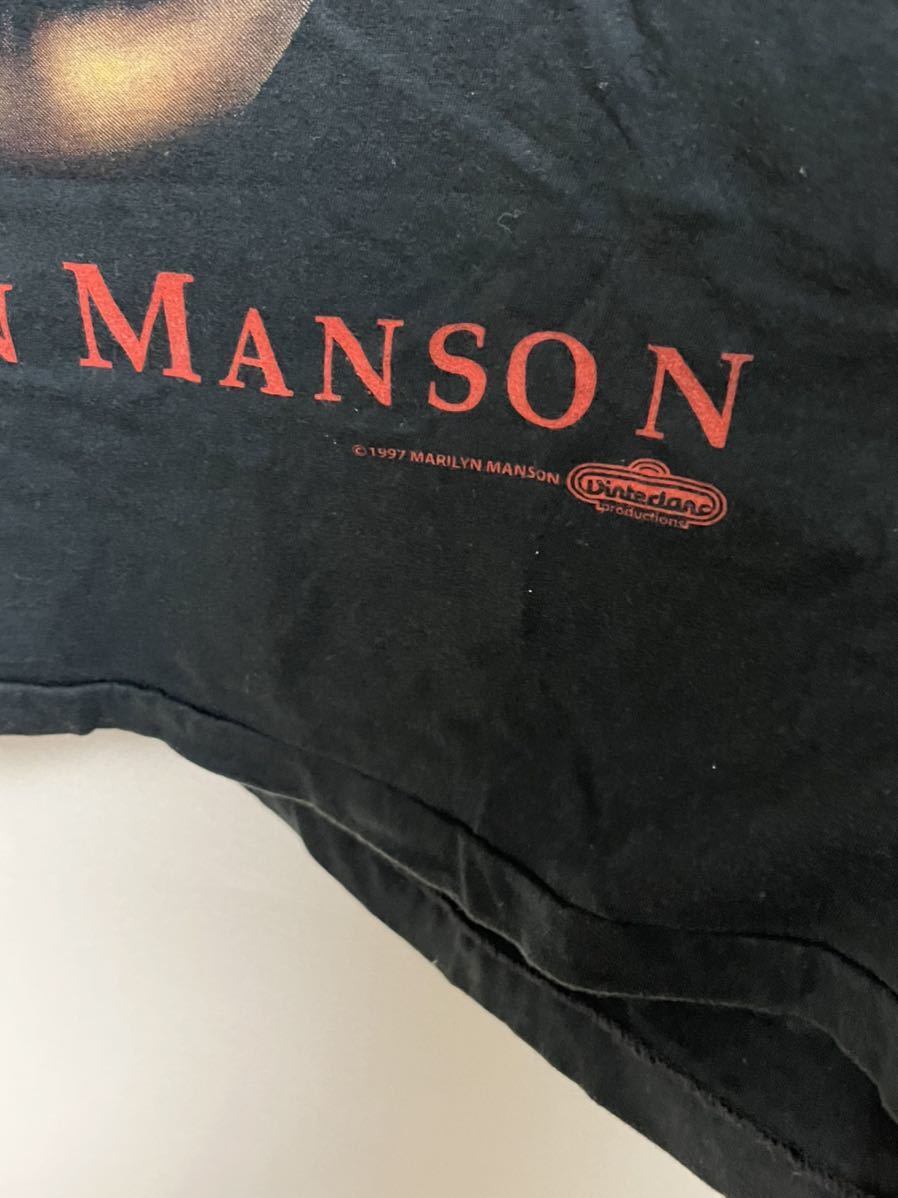 N MANSON
© 1997 MARILYN MANSON
Winterland
productions